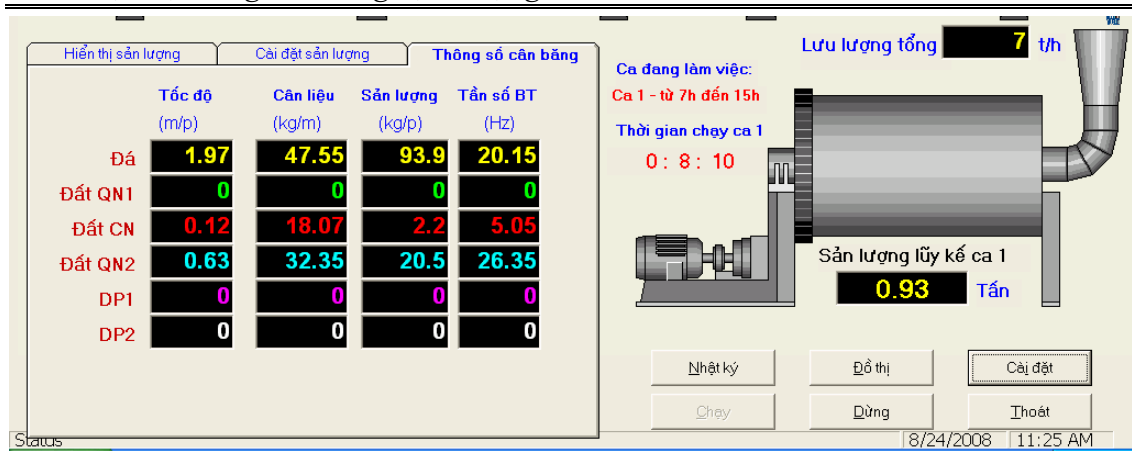 Lưu lượng tổng 7 t/h
Hiển thị sản lượng Cài đặt sản lượng Thông số cân băng
Ca đang làm việc:
Ca 1 - từ 7h đến 15h
Thời gian chạy ca 1
0 : 8 : 10
Tốc độ Cân liệu Sản lượng Tần số BT
(m/p) (kg/m) (kg/p) (Hz)
Đá 1.97 47.55 93.9 20.15
Đất QN1 0 0 0 0
Đất CN 0.12 18.07 2.2 5.05
Đất QN2 0.63 32.35 20.5 26.35
DP1 0 0 0 0
DP2 0 0 0 0
Sản lượng lũy kế ca 1
0.93 Tấn
Nhật ký Đồ thị Cài đặt
Chạy Dừng Thoát
Status 8/24/2008 11:25 AM